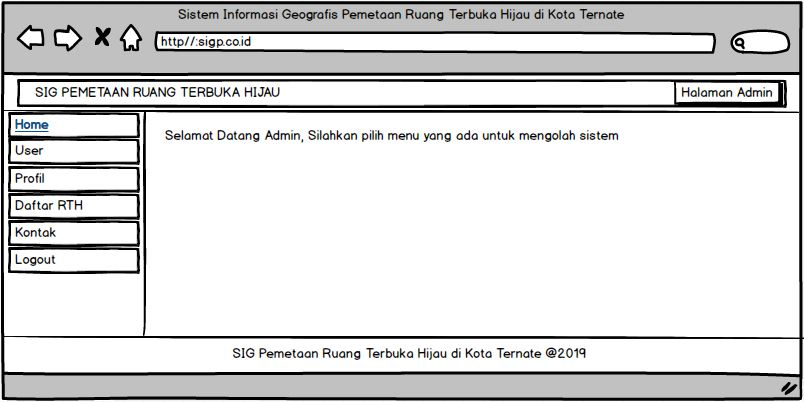 Sistem Informasi Geografis Pemetaan Ruang Terbuka Hijau di Kota Ternate
http//:sigp.co.id
SIG PEMETAAN RUANG TERBUKA HIJAU
Halaman Admin
Home
Selamat Datang Admin, Silahkan pilih menu yang ada untuk mengolah sistem
User
Profil
Daftar RTH
Kontak
Logout
SIG Pemetaan Ruang Terbuka Hijau di Kota Ternate @2019